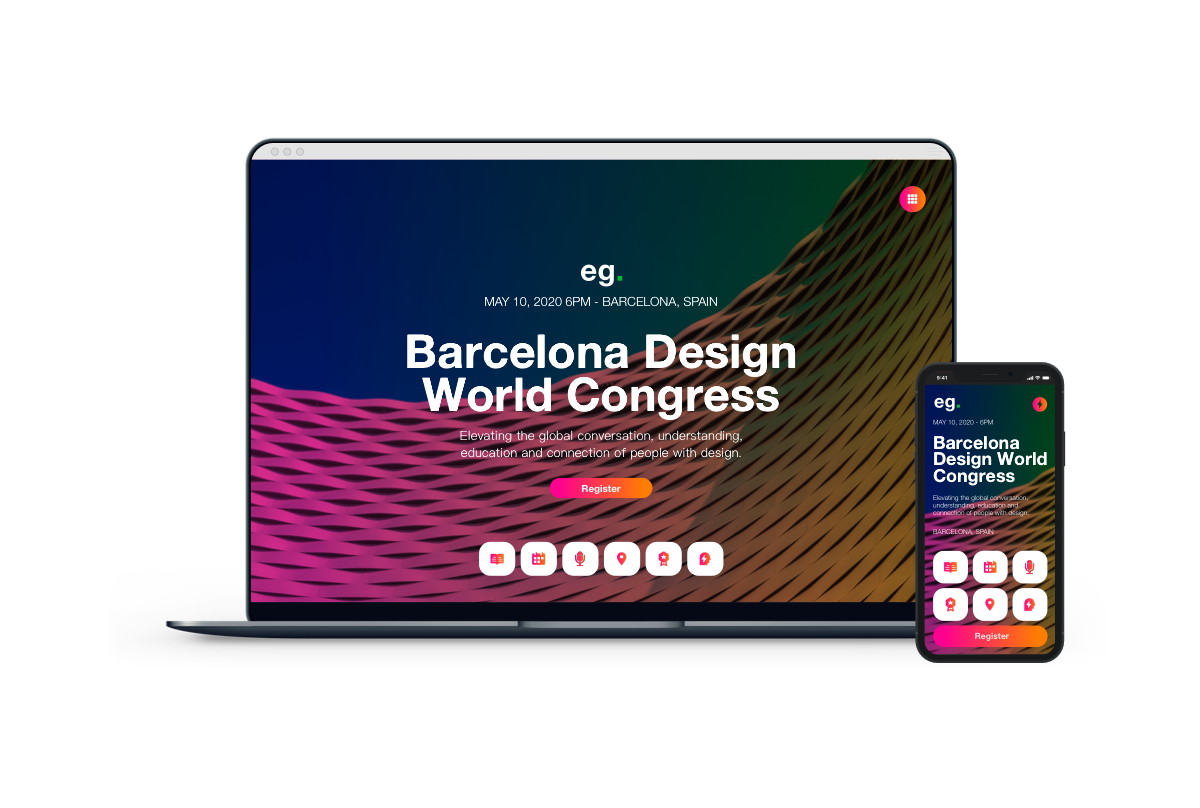 eg.
MAY 10, 2020 6PM - BARCELONA, SPAIN
Barcelona Design
World Congress
Elevating the global conversation, understanding,
education and connection of people with design.
Register
9:41
eg.
MAY 10, 2020 - 6PM
Barcelona
Design World
Congress
Elevating the global conversation,
understanding, education and
connection of people with design.
BARCELONA, SPAIN
Register